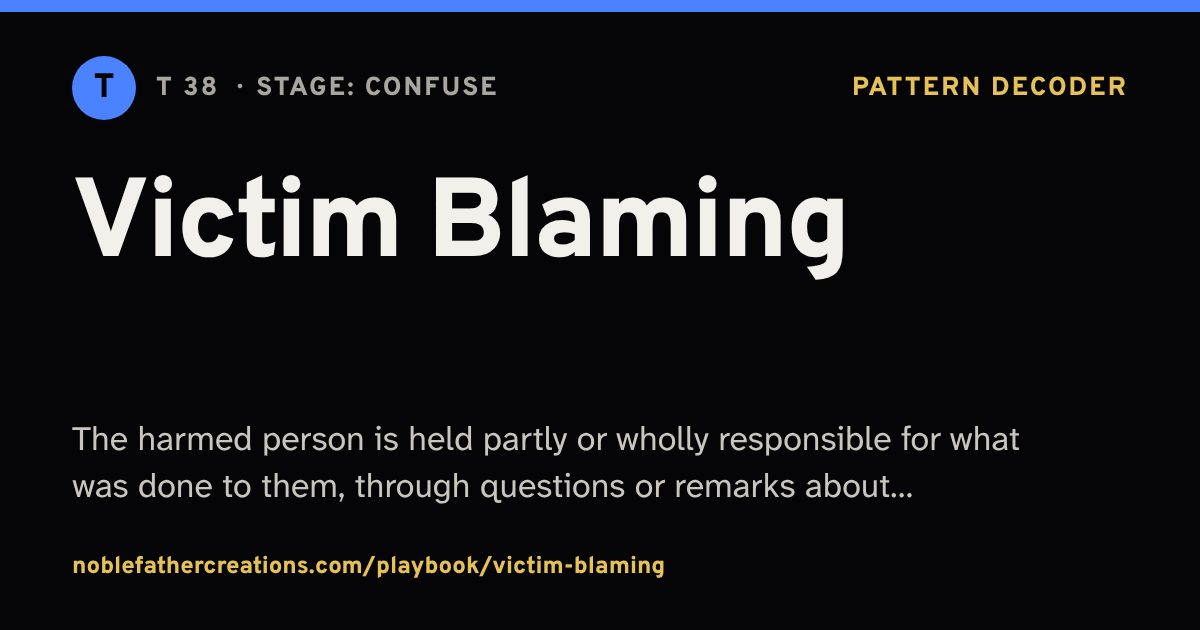 T T 38 · STAGE: CONFUSE PATTERN DECODER
Victim Blaming
The harmed person is held partly or wholly responsible for what
was done to them, through questions or remarks about...
noblefathercreations.com/playbook/victim-blaming